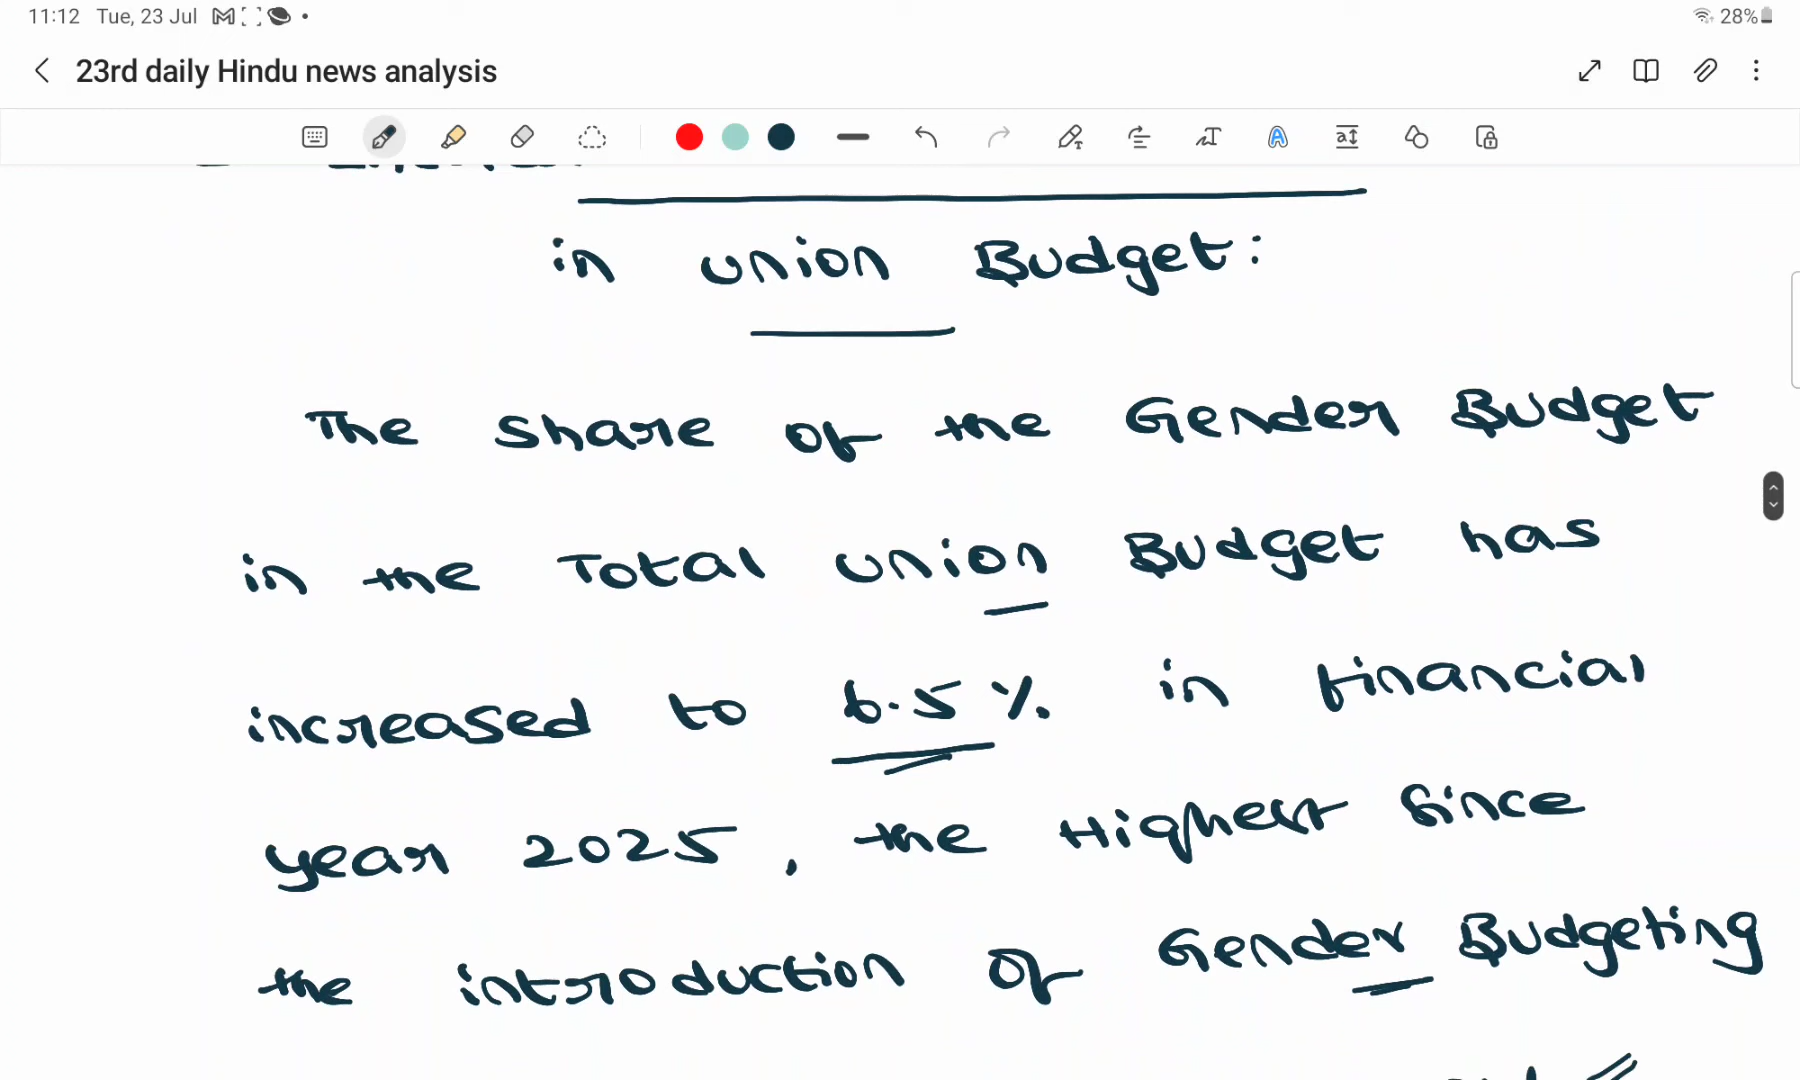 11:12 Tue, 23 Jul 28%
23rd daily Hindu news analysis
in union Budget:
The share of the Gender Budget
in the Total union Budget has
increased to 6.5% in financial
year 2025, the Highest Since
the introduction of Gender Budgeting